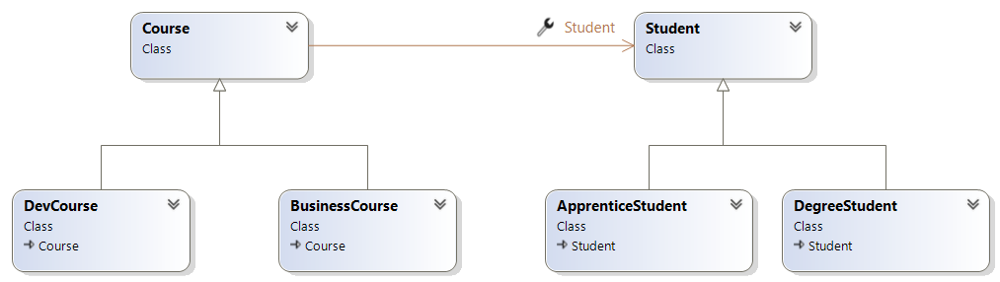 Course
Class
Student
Student
Class
DevCourse
Class
Course
BusinessCourse
Class
Course
ApprenticeStudent
Class
Student
DegreeStudent
Class
Student